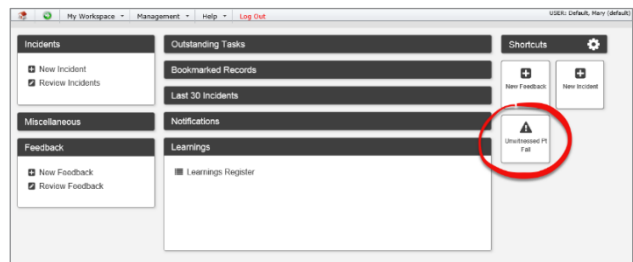 My Workspace Management Help Log Out
USER: Default, Mary (default)
Incidents
New Incident
Review Incidents
Miscellaneous
Feedback
New Feedback
Review Feedback
Outstanding Tasks
Bookmarked Records
Last 30 Incidents
Notifications
Learnings
Learnings Register
Shortcuts
New Feedback
New Incident
Unwitnessed Pt
Fall